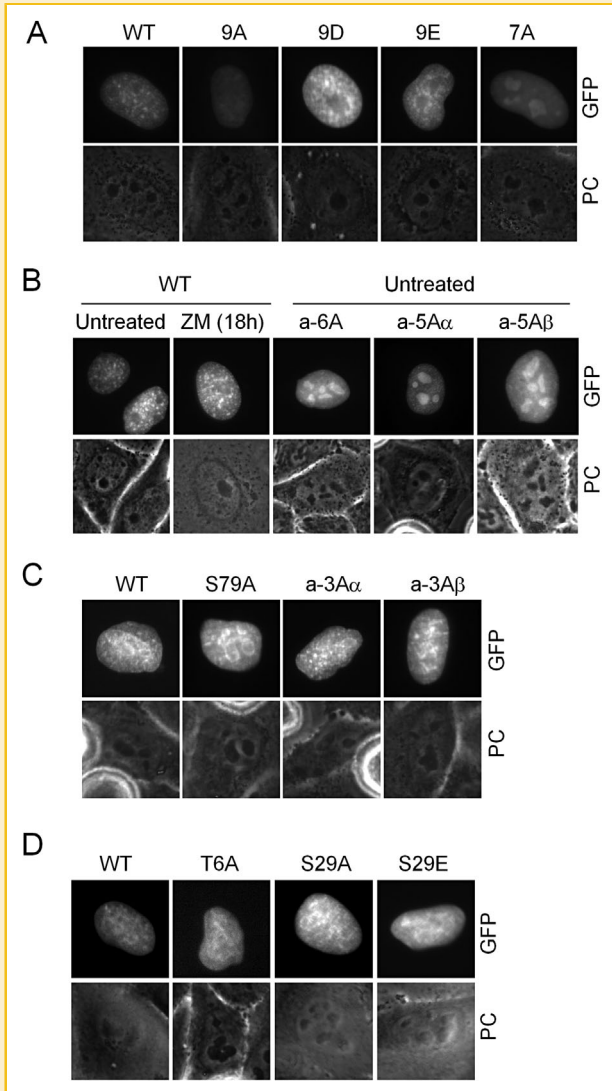 A
WT 9A 9D 9E 7A
GFP
PC
B
WT Untreated
Untreated ZM (18h) a-6A a-5Aα a-5Aβ
GFP
PC
C
WT S79A a-3Aα a-3Aβ
GFP
PC
D
WT T6A S29A S29E
GFP
PC